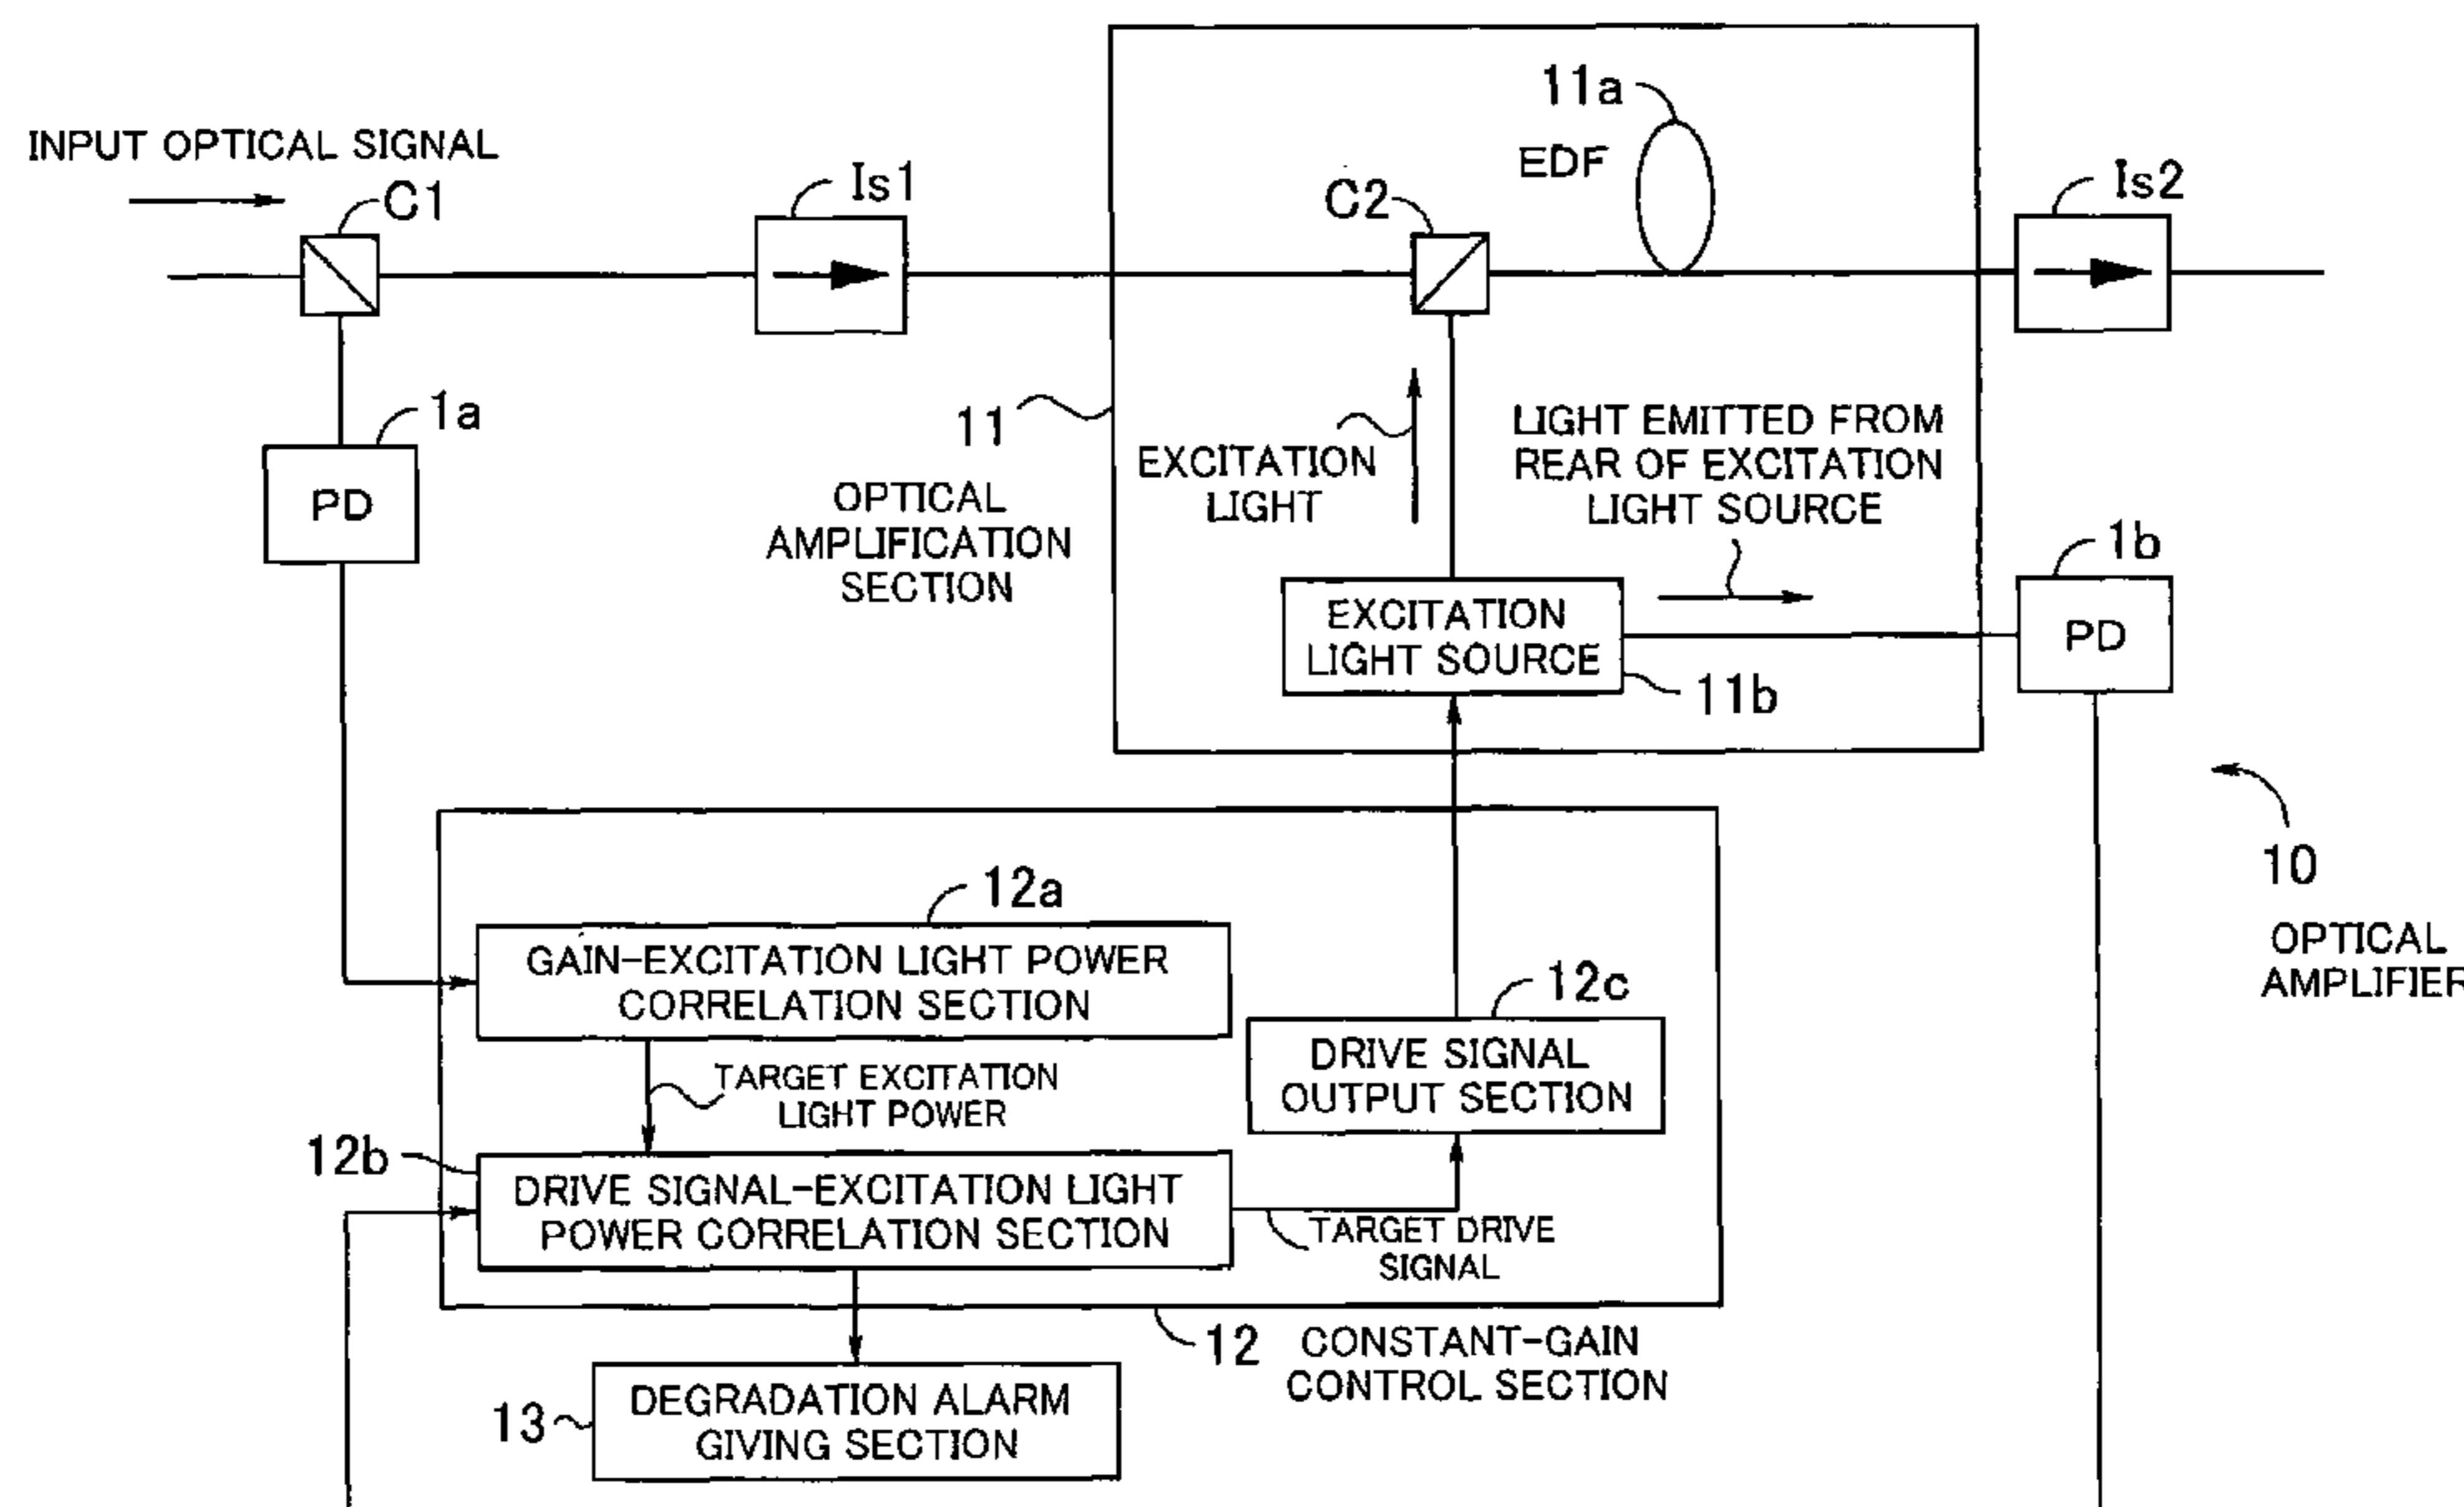 INPUT OPTICAL SIGNAL
C1
Is1
11a
EDF
C2
Is2
1a
PD
11
OPTICAL
AMPLIFICATION
SECTION
EXCITATION
LIGHT
LIGHT EMITTED FROM
REAR OF EXCITATION
LIGHT SOURCE
EXCITATION
LIGHT SOURCE
11b
1b
PD
10
OPTICAL
AMPLIFIER
12a
GAIN-EXCITATION LIGHT POWER
CORRELATION SECTION
TARGET EXCITATION
LIGHT POWER
12c
DRIVE SIGNAL
OUTPUT SECTION
12b
DRIVE SIGNAL-EXCITATION LIGHT
POWER CORRELATION SECTION
TARGET DRIVE
SIGNAL
12
CONSTANT-GAIN
CONTROL SECTION
13
DEGRADATION ALARM
GIVING SECTION